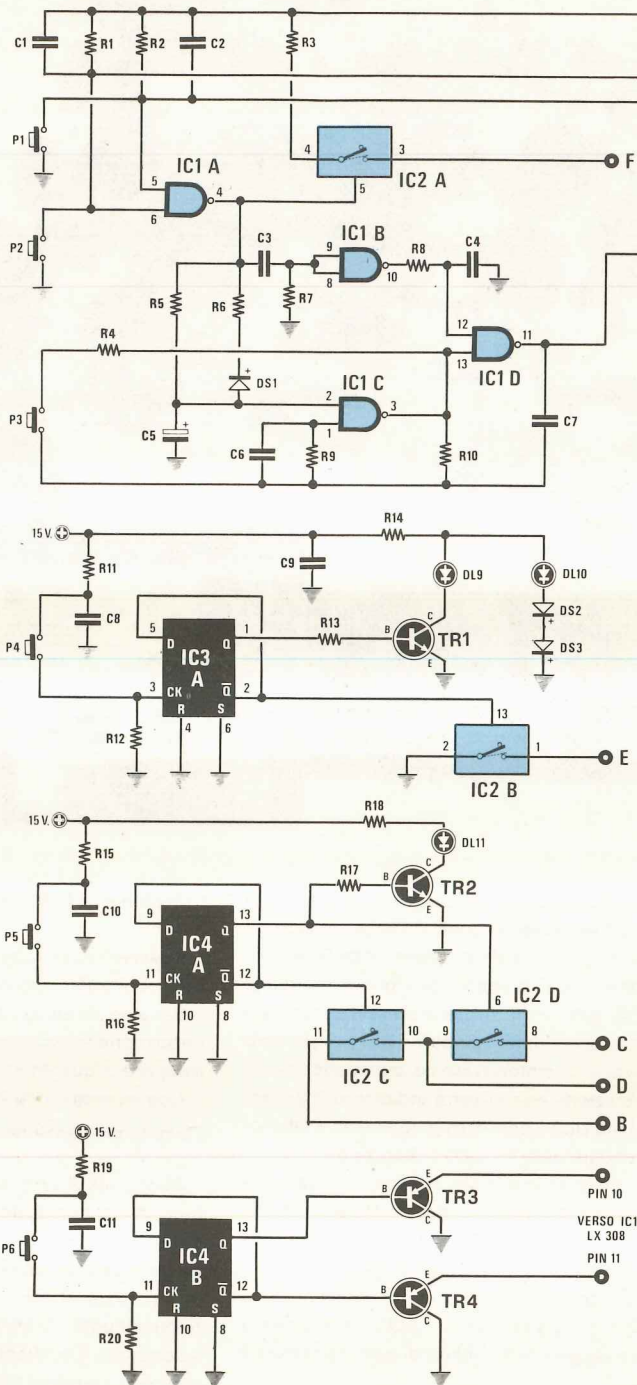 C1 R1 R2 C2 R3
P1
4 3 F
IC2 A
5
IC1 A
5 4
6
P2
IC1 B
C3 9 R8 C4
8 10
R5 R6 R7
12 11
R4 13
IC1 D
DS1 IC1 C
+
2 3
P3 1
C5 + C6 R9 R10 C7
R14
15 V. +
R11 C9 DL9 DL10
C8 R13 C DS2
+
P4 5 D Q 1 B TR1 DS3
+
IC3 E
A
3 CK Q̅ 2 13
R S
R12 4 6 2 1 E
IC2 B
R18
15 V. +
R15 DL11
R17 C
C10 B TR2
9 D Q 13 E
P5 IC4
A IC2 D
11 CK Q̅ 12 12 6
R S
R16 10 8 11 10 9 8 C
IC2 C
D
B
15 V. +
R19 E
B TR3 PIN 10
C11 C
9 D Q 13 VERSO IC1
P6 IC4 LX 308
B E PIN 11
11 CK Q̅ 12 B TR4
R S C
R20 10 8